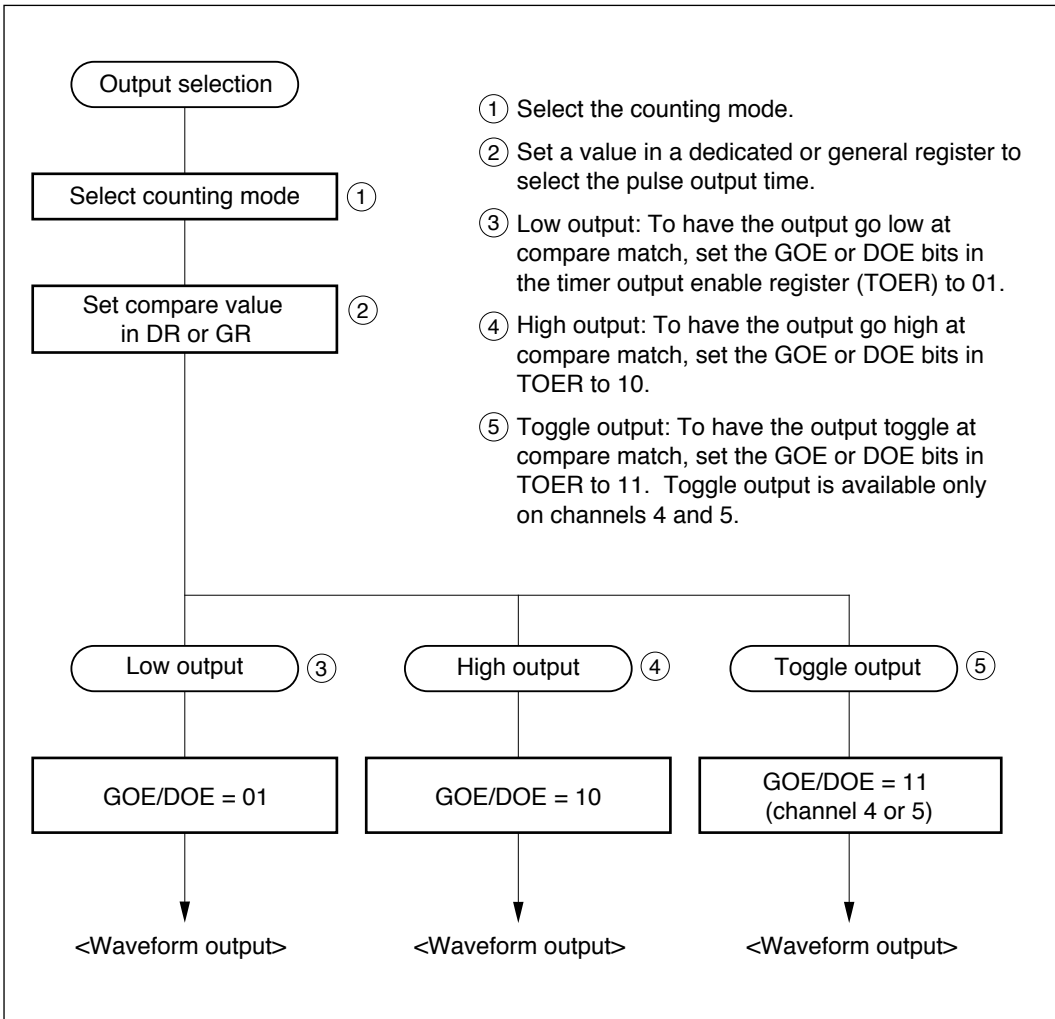 Output selection
Select counting mode ①
Set compare value
in DR or GR ②
① Select the counting mode.
② Set a value in a dedicated or general register to
select the pulse output time.
③ Low output: To have the output go low at
compare match, set the GOE or DOE bits in
the timer output enable register (TOER) to 01.
④ High output: To have the output go high at
compare match, set the GOE or DOE bits in
TOER to 10.
⑤ Toggle output: To have the output toggle at
compare match, set the GOE or DOE bits in
TOER to 11.  Toggle output is available only
on channels 4 and 5.
Low output ③
High output ④
Toggle output ⑤
GOE/DOE = 01
GOE/DOE = 10
GOE/DOE = 11
(channel 4 or 5)
<Waveform output>
<Waveform output>
<Waveform output>